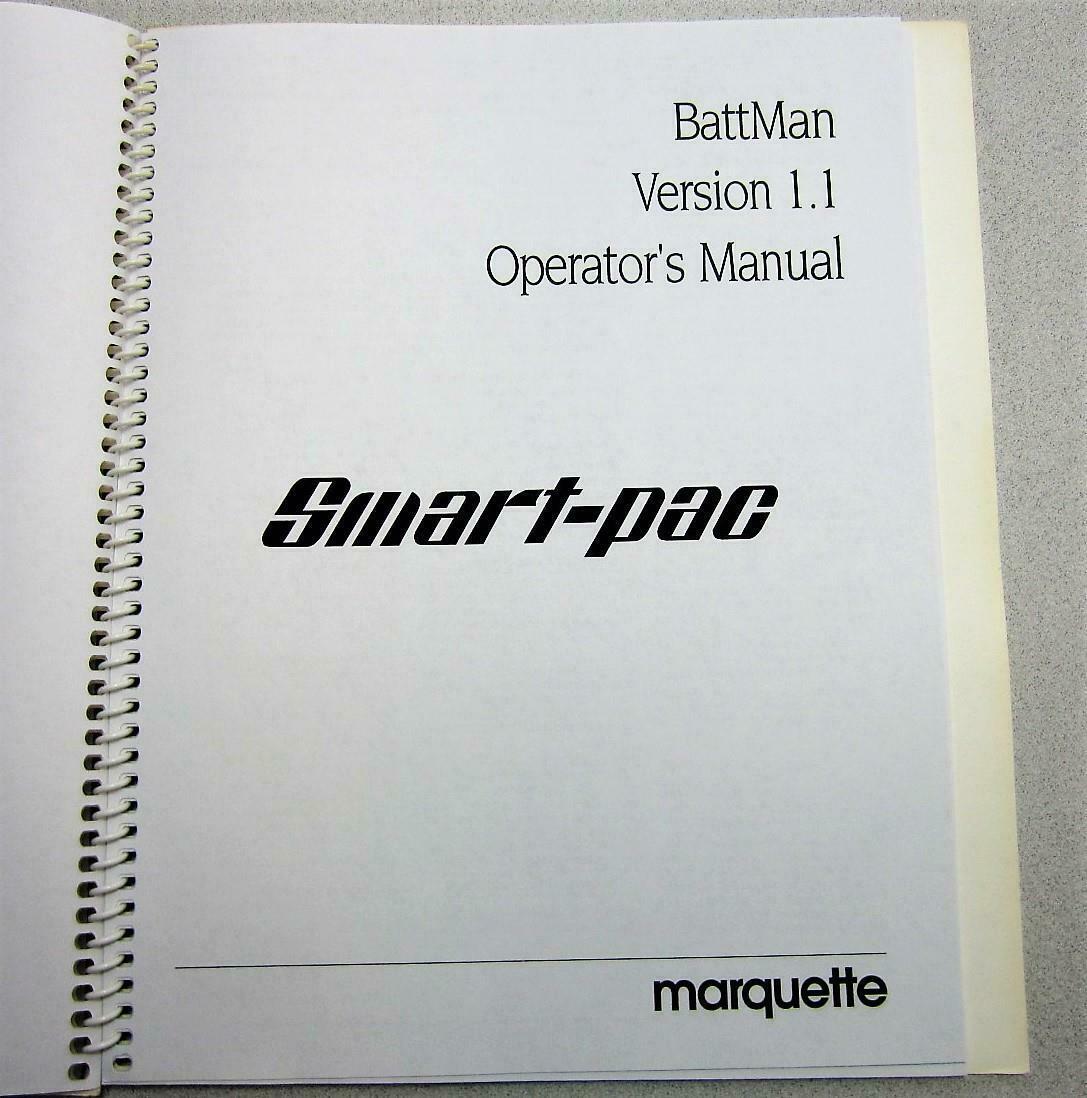 BattMan
Version 1.1
Operator's Manual
Smart-pac
marquette